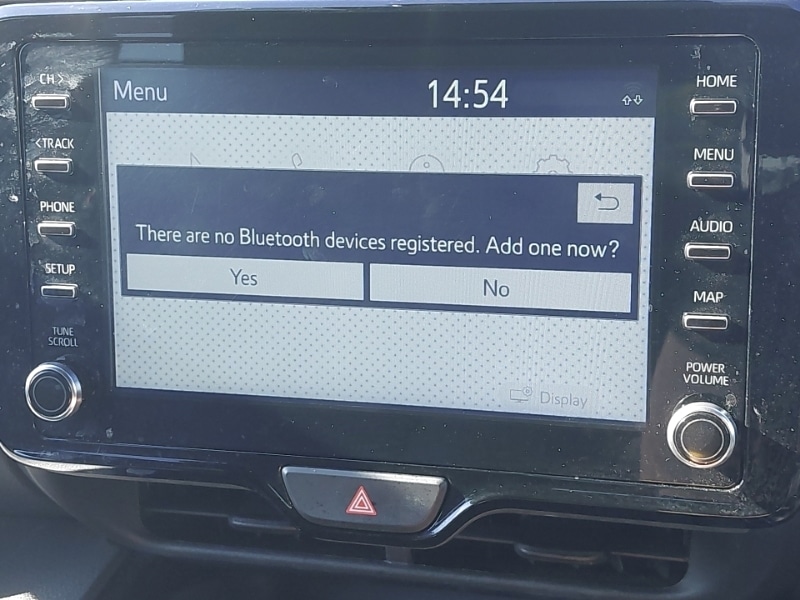 CH >
< TRACK
PHONE
SETUP
TUNE
SCROLL
Menu
14:54
There are no Bluetooth devices registered. Add one now?
Yes
No
Display
HOME
MENU
AUDIO
MAP
POWER
VOLUME